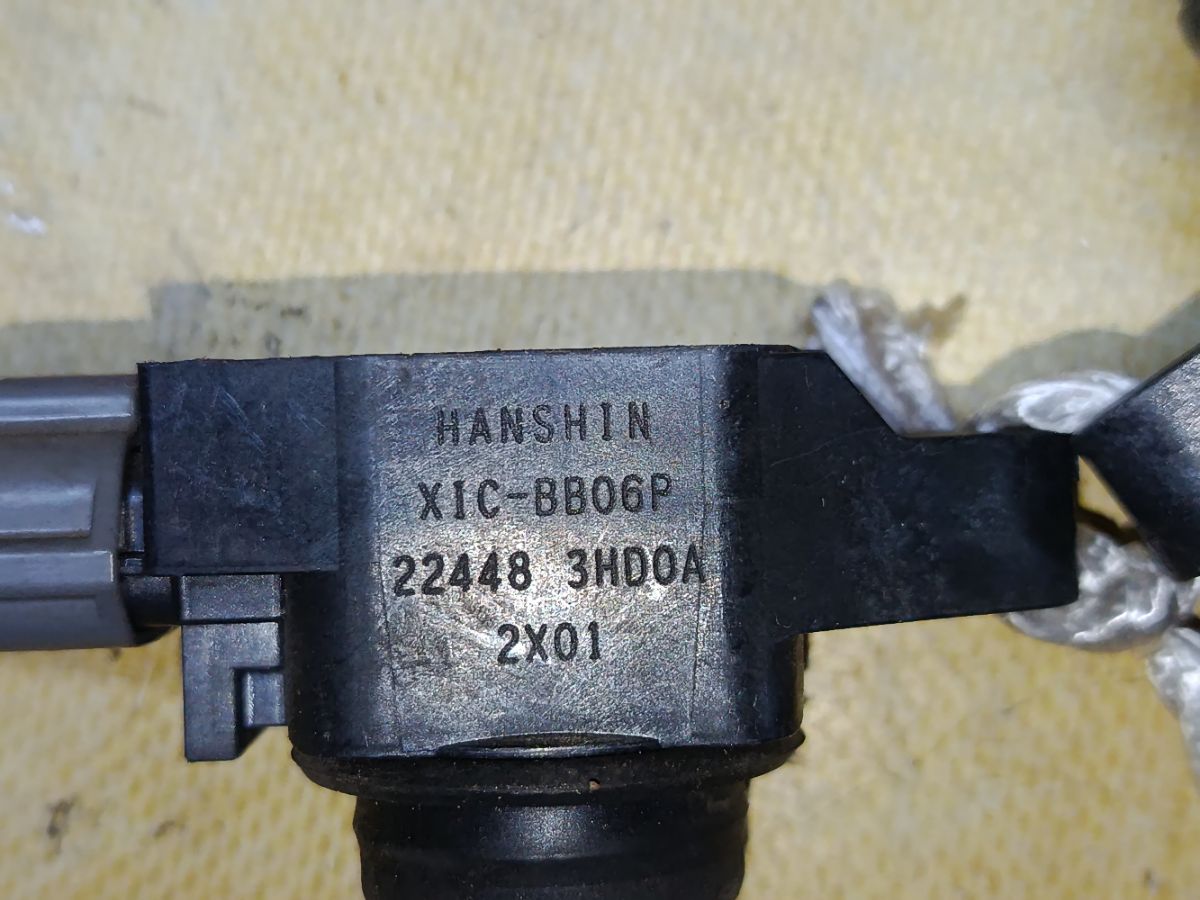 HANSHIN
XIC-BB06P
22448 3HD0A
2X01